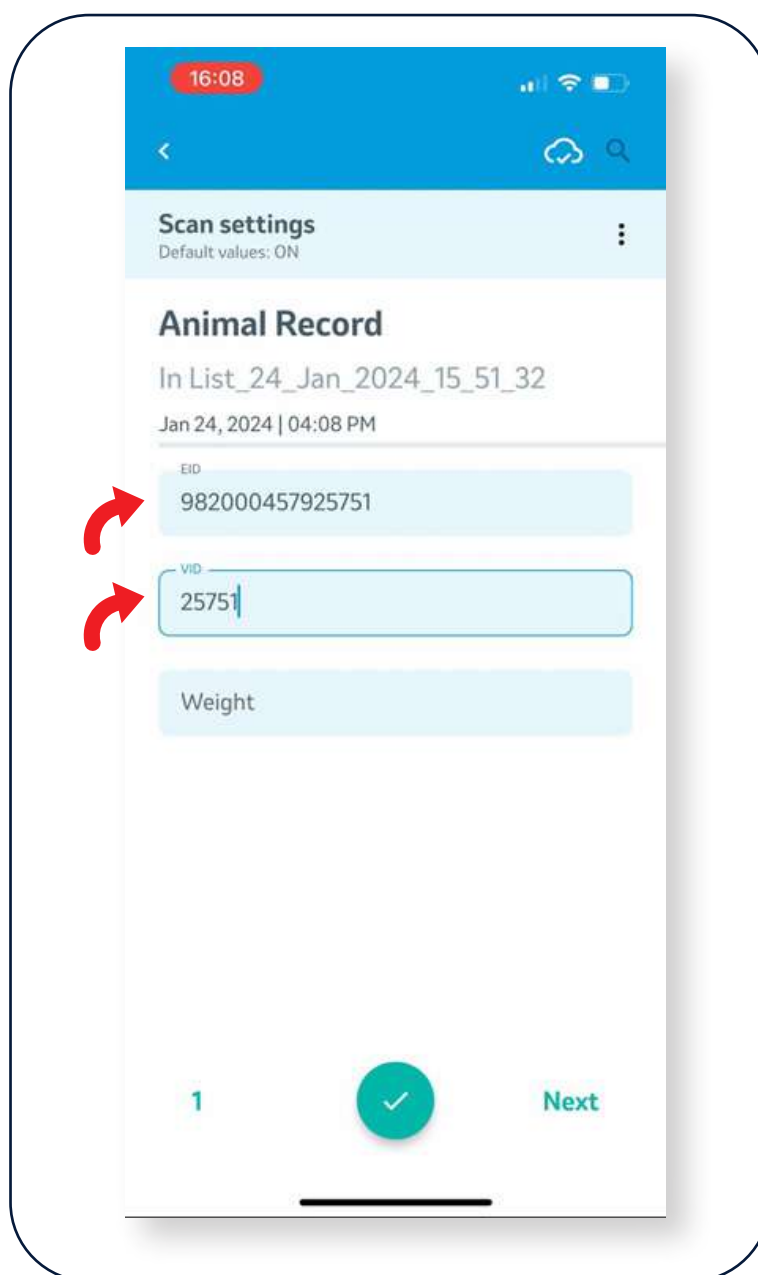 16:08
Scan settings
Default values: ON
Animal Record
In List_24_Jan_2024_15_51_32
Jan 24, 2024 | 04:08 PM
EID
982000457925751
VID
25751
Weight
1
Next